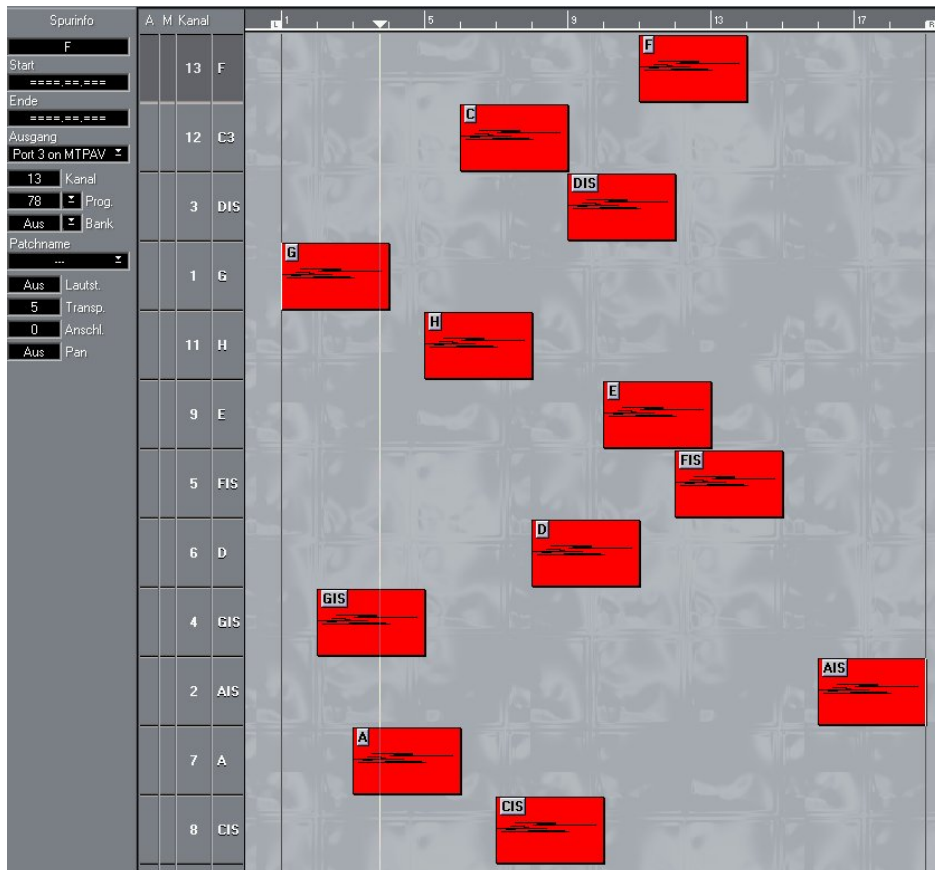 Spurinfo
F
Start
====.==.===
Ende
====.==.===
Ausgang
Port 3 on MTPAV
13 Kanal
78 Prog.
Aus Bank
Patchname
---
Aus Lautst.
5 Transp.
0 Anschl.
Aus Pan
A M Kanal
L 1 5 9 13 17 R
13 F
F
12 C3
C
3 DIS
DIS
1 G
G
11 H
H
9 E
E
5 FIS
FIS
6 D
D
4 GIS
GIS
2 AIS
AIS
7 A
A
8 CIS
CIS